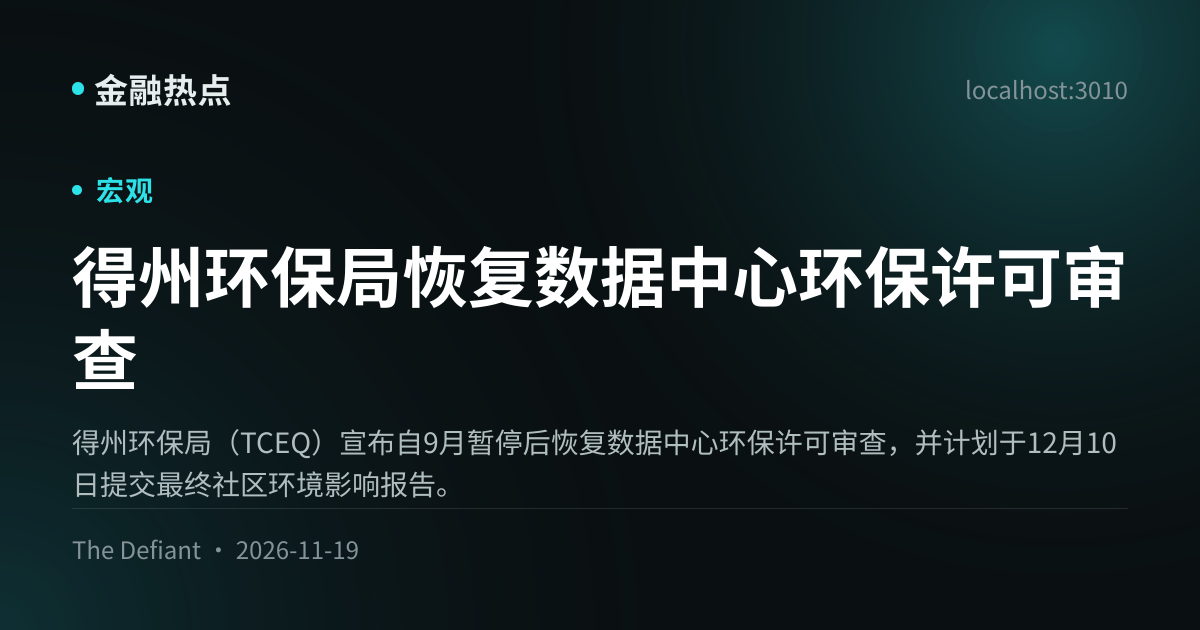 金融热点
localhost:3010
宏观
得州环保局恢复数据中心环保许可审
查
得州环保局（TCEQ）宣布自9月暂停后恢复数据中心环保许可审查，并计划于12月10
日提交最终社区环境影响报告。
The Defiant • 2026-11-19